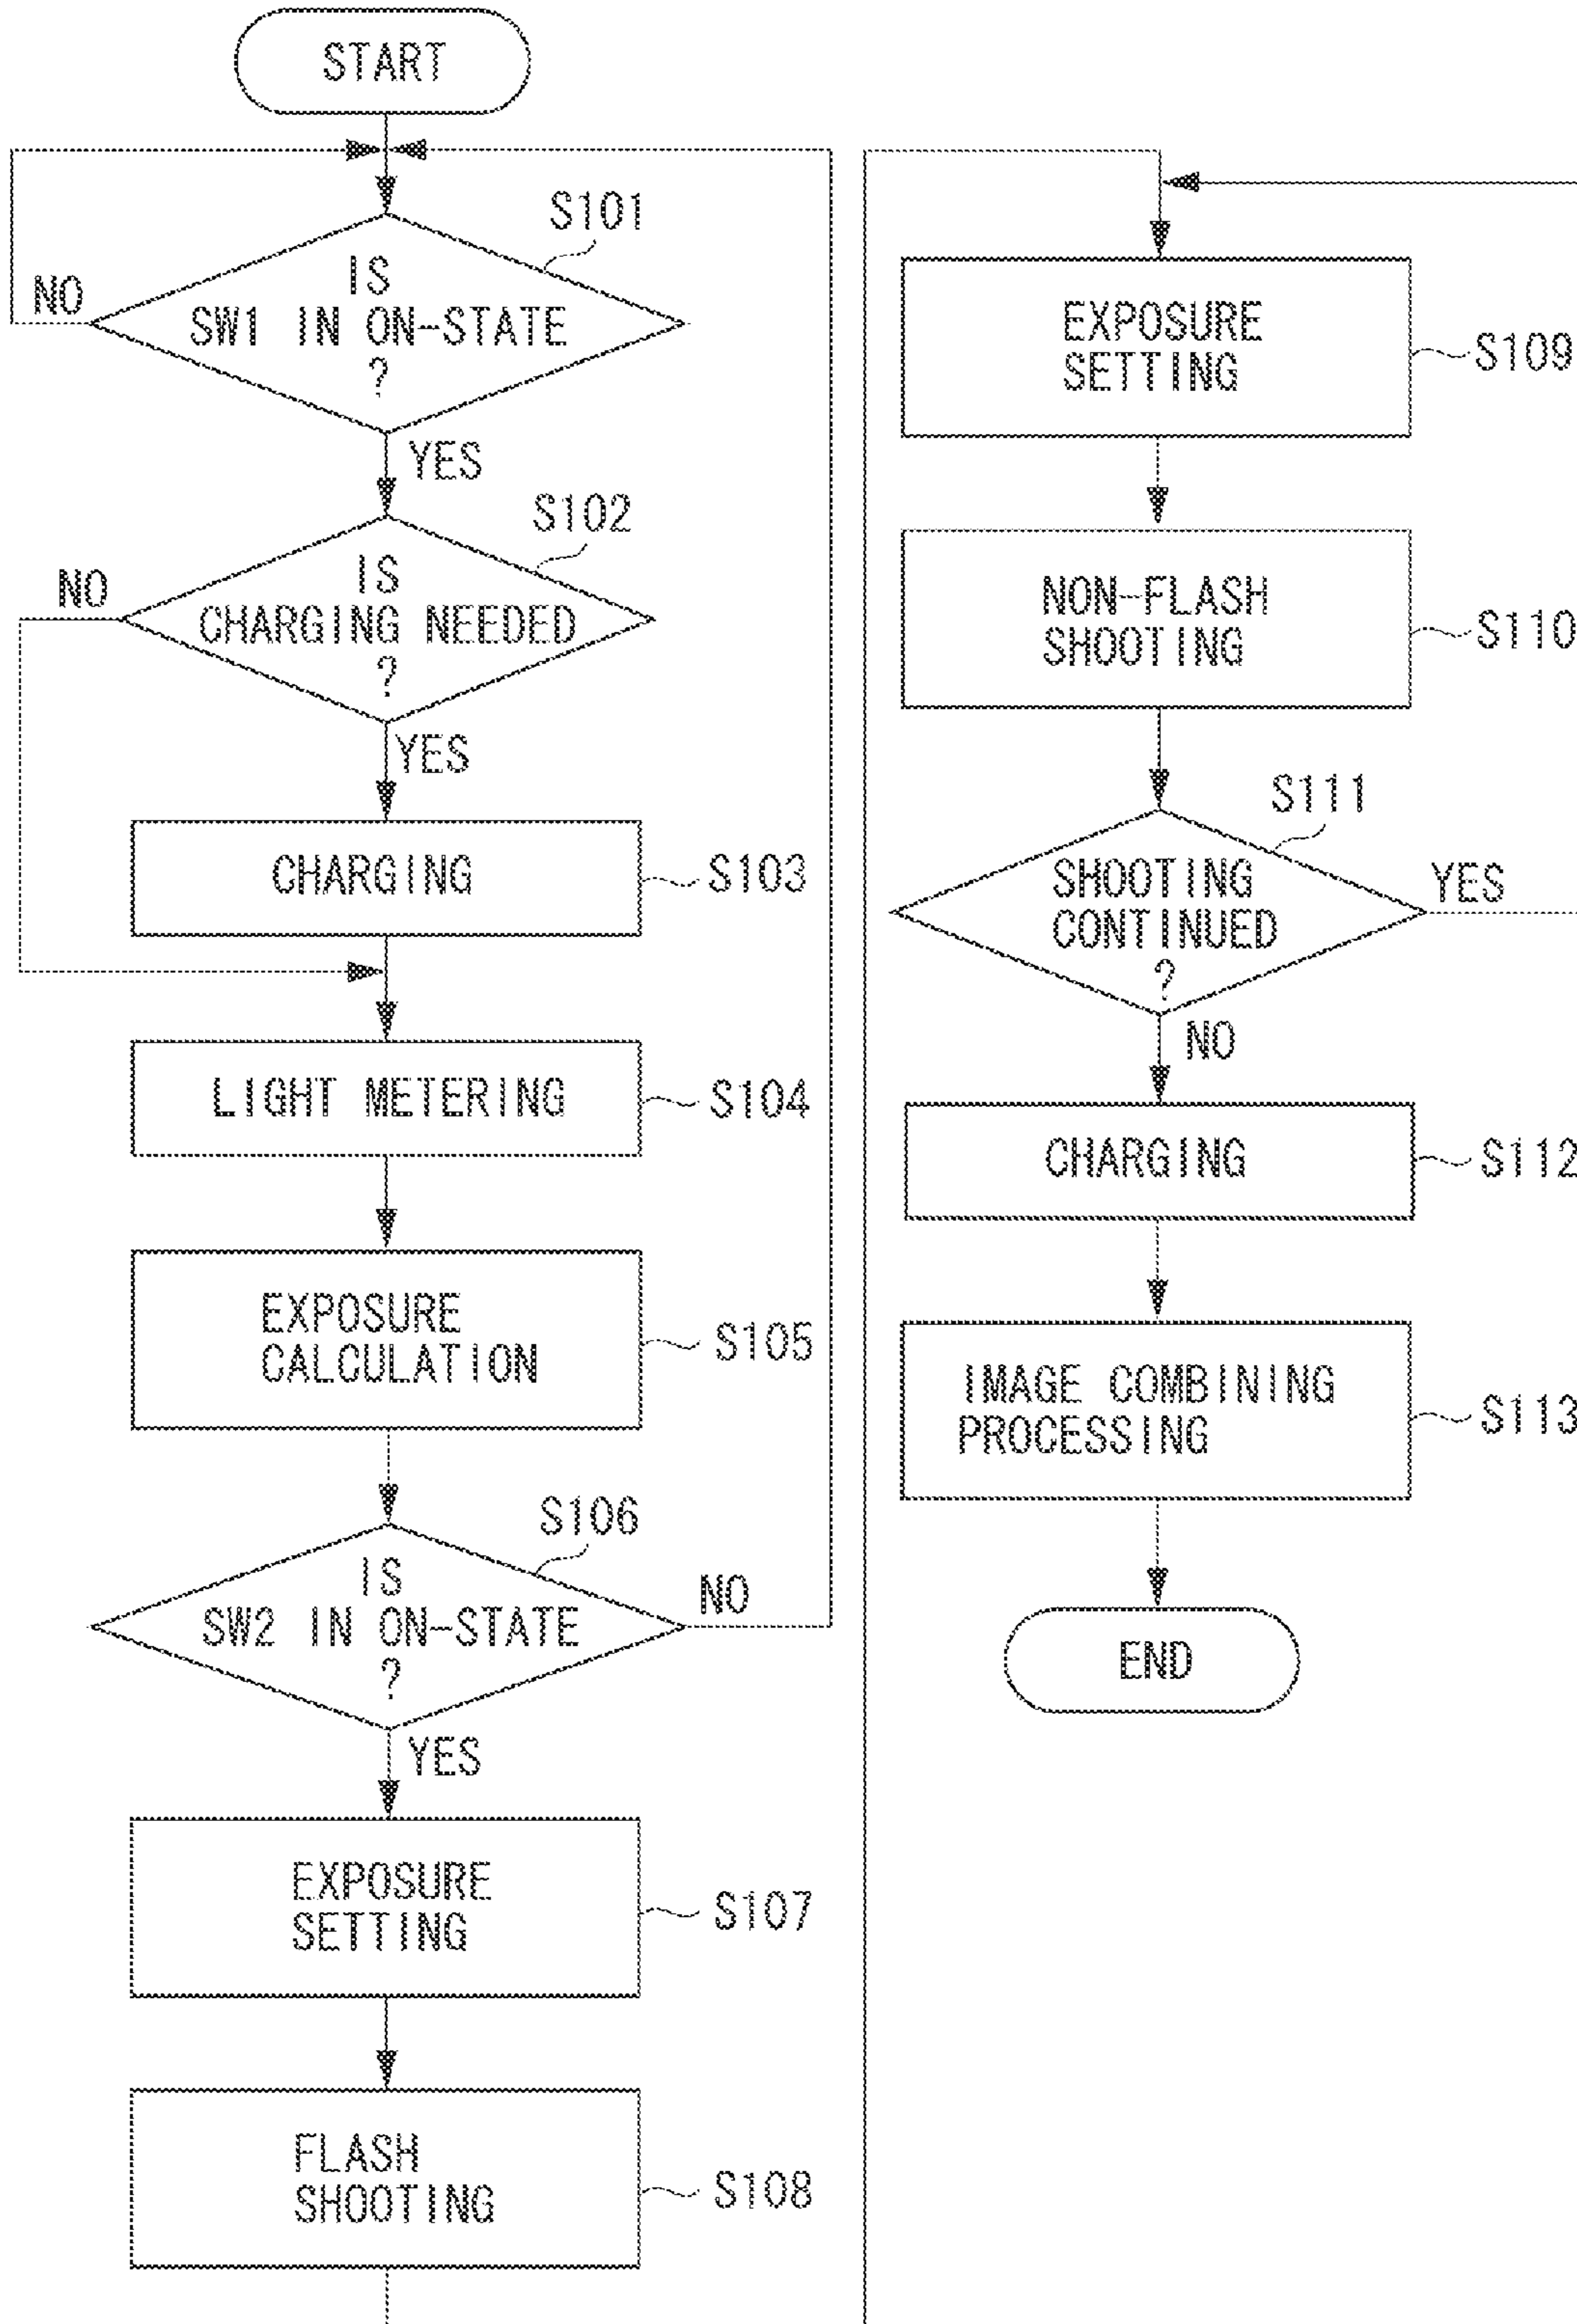 START
S101
IS
SW1 IN ON-STATE
?
NO
YES
S102
IS
CHARGING NEEDED
?
NO
YES
CHARGING
S103
LIGHT METERING
S104
EXPOSURE
CALCULATION
S105
S106
IS
SW2 IN ON-STATE
?
NO
YES
EXPOSURE
SETTING
S107
FLASH
SHOOTING
S108
EXPOSURE
SETTING
S109
NON-FLASH
SHOOTING
S110
S111
SHOOTING
CONTINUED
?
YES
NO
CHARGING
S112
IMAGE COMBINING
PROCESSING
S113
END